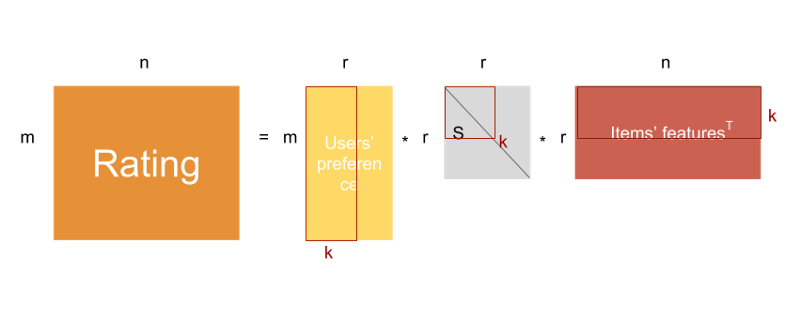 n
r
r
n
m
Rating
=
m
Users'
preferen
ce
*
r
S
k
*
r
Items' features^T
k
k